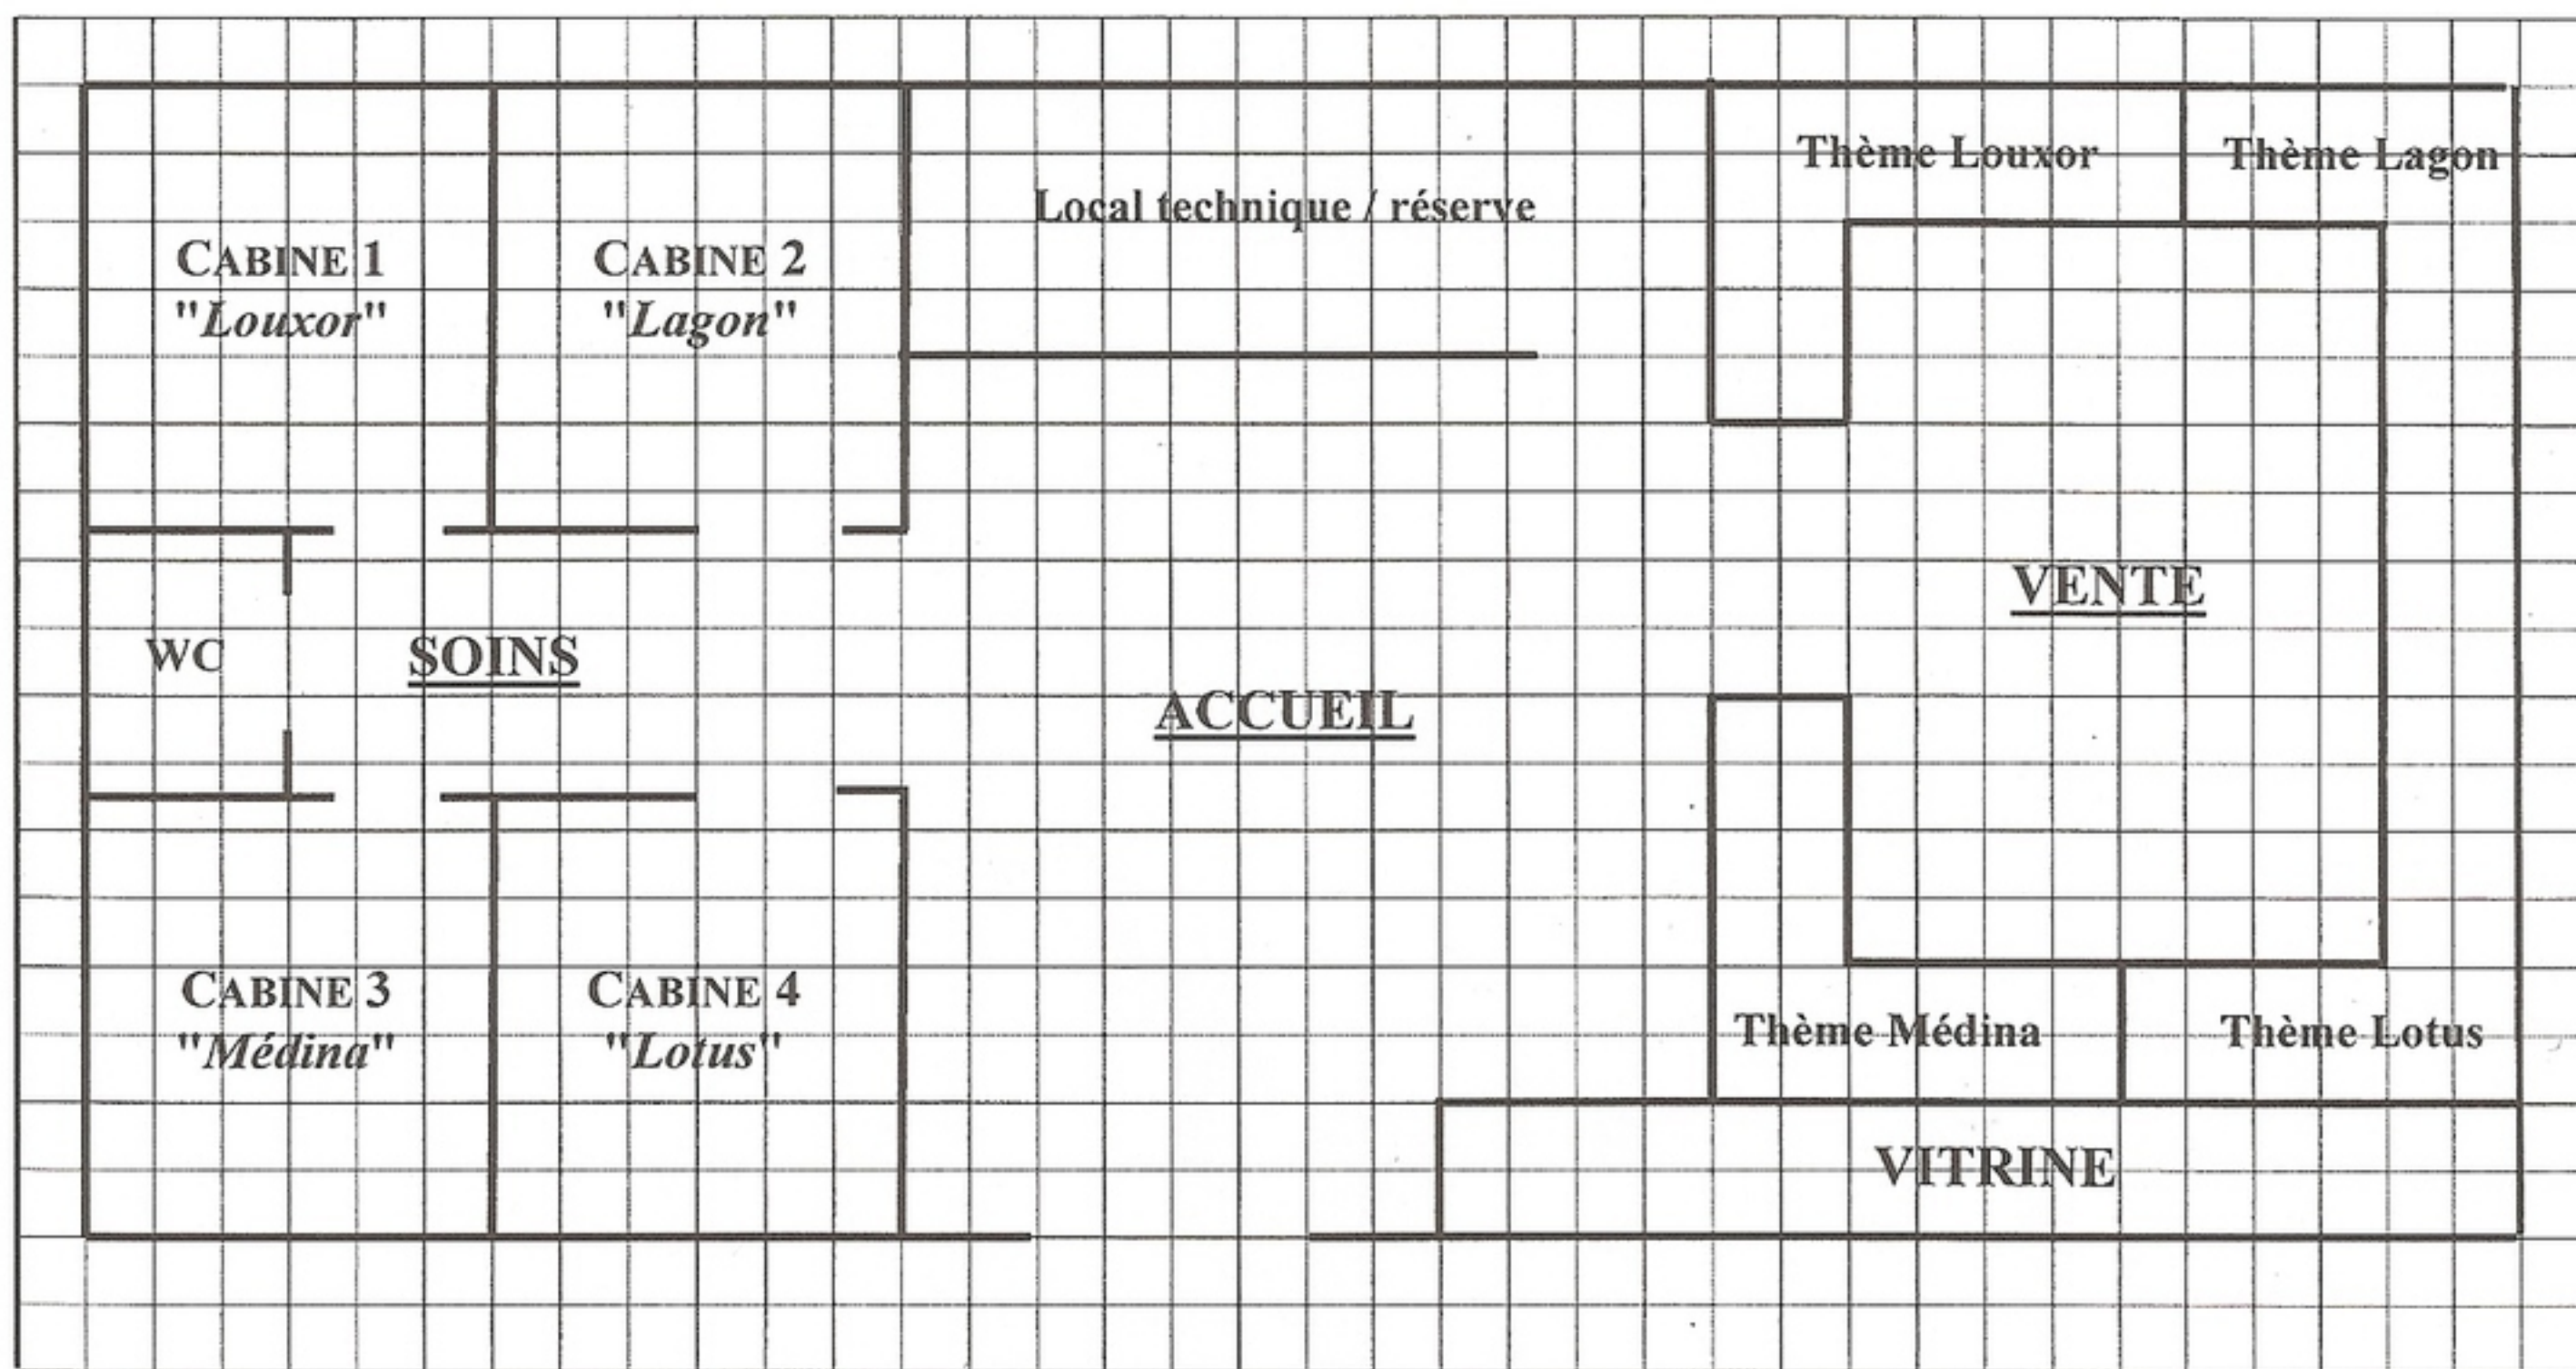 Thème Louxor
Thème Lagon
Local technique / réserve
CABINE 1
"Louxor"
CABINE 2
"Lagon"
VENTE
WC
SOINS
ACCUEIL
CABINE 3
"Médina"
CABINE 4
"Lotus"
Thème Médina
Thème Lotus
VITRINE